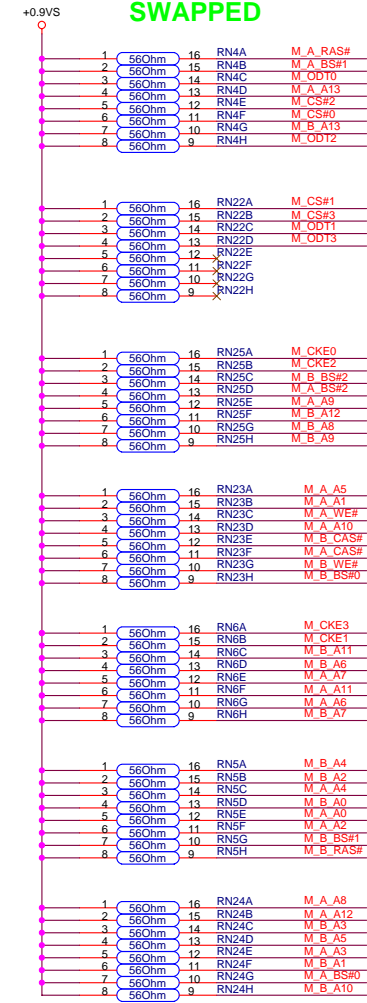 SWAPPED
+0.9VS
1 56Ohm 16 RN4A M_A_RAS#
2 56Ohm 15 RN4B M_A_BS#1
3 56Ohm 14 RN4C M_ODT0
4 56Ohm 13 RN4D M_A_A13
5 56Ohm 12 RN4E M_CS#2
6 56Ohm 11 RN4F M_CS#0
7 56Ohm 10 RN4G M_B_A13
8 56Ohm 9 RN4H M_ODT2
1 56Ohm 16 RN22A M_CS#1
2 56Ohm 15 RN22B M_CS#3
3 56Ohm 14 RN22C M_ODT1
4 56Ohm 13 RN22D M_ODT3
5 56Ohm 12 RN22E
6 56Ohm 11 RN22F
7 56Ohm 10 RN22G
8 56Ohm 9 RN22H
1 56Ohm 16 RN25A M_CKE0
2 56Ohm 15 RN25B M_CKE2
3 56Ohm 14 RN25C M_B_BS#2
4 56Ohm 13 RN25D M_A_BS#2
5 56Ohm 12 RN25E M_A_A9
6 56Ohm 11 RN25F M_B_A12
7 56Ohm 10 RN25G M_B_A8
8 56Ohm 9 RN25H M_B_A9
1 56Ohm 16 RN23A M_A_A5
2 56Ohm 15 RN23B M_A_A1
3 56Ohm 14 RN23C M_A_WE#
4 56Ohm 13 RN23D M_A_A10
5 56Ohm 12 RN23E M_B_CAS#
6 56Ohm 11 RN23F M_A_CAS#
7 56Ohm 10 RN23G M_B_WE#
8 56Ohm 9 RN23H M_B_BS#0
1 56Ohm 16 RN6A M_CKE3
2 56Ohm 15 RN6B M_CKE1
3 56Ohm 14 RN6C M_B_A11
4 56Ohm 13 RN6D M_B_A6
5 56Ohm 12 RN6E M_A_A7
6 56Ohm 11 RN6F M_A_A11
7 56Ohm 10 RN6G M_A_A6
8 56Ohm 9 RN6H M_B_A7
1 56Ohm 16 RN5A M_B_A4
2 56Ohm 15 RN5B M_B_A2
3 56Ohm 14 RN5C M_A_A4
4 56Ohm 13 RN5D M_B_A0
5 56Ohm 12 RN5E M_A_A0
6 56Ohm 11 RN5F M_A_A2
7 56Ohm 10 RN5G M_B_BS#1
8 56Ohm 9 RN5H M_B_RAS#
1 56Ohm 16 RN24A M_A_A8
2 56Ohm 15 RN24B M_A_A12
3 56Ohm 14 RN24C M_B_A3
4 56Ohm 13 RN24D M_B_A5
5 56Ohm 12 RN24E M_A_A3
6 56Ohm 11 RN24F M_B_A1
7 56Ohm 10 RN24G M_A_BS#0
8 56Ohm 9 RN24H M_B_A10